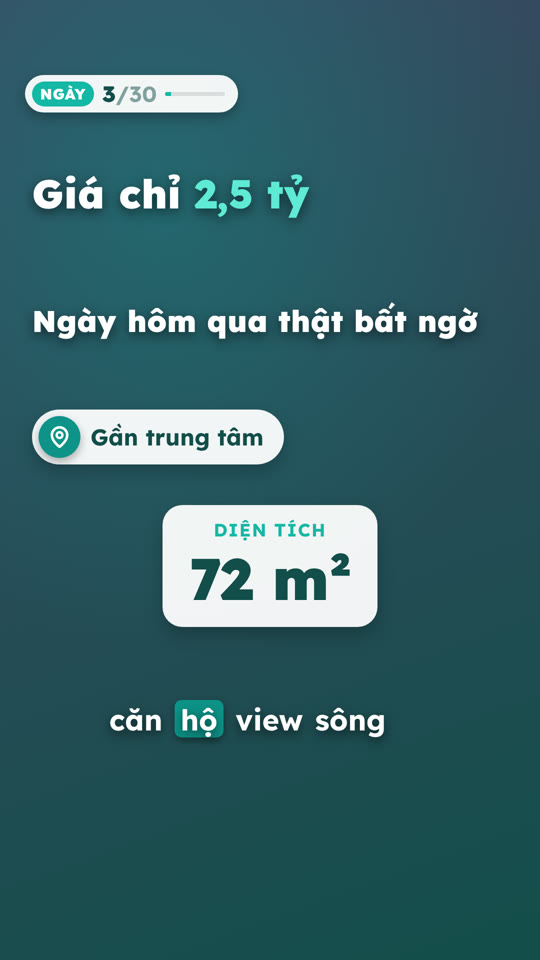 NGÀY 3/30
Giá chỉ 2,5 tỷ
Ngày hôm qua thật bất ngờ
Gần trung tâm
DIỆN TÍCH
72 m²
căn hộ view sông